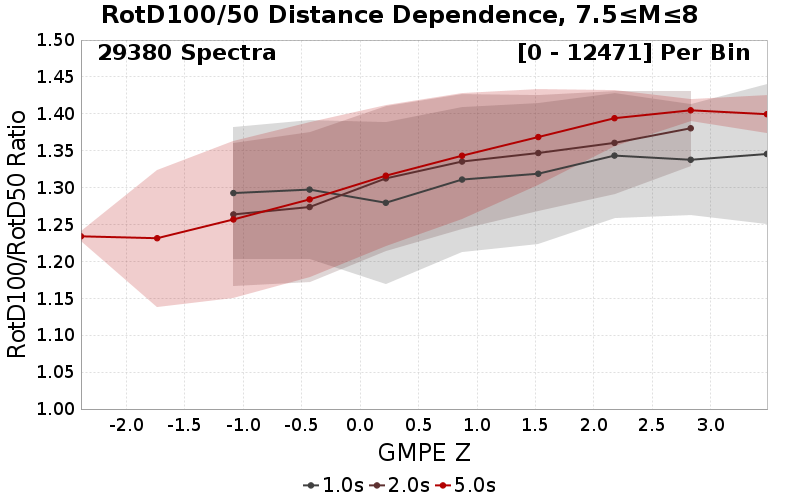 RotD100/50 Distance Dependence, 7.5≤M≤8
29380 Spectra
[0 - 12471] Per Bin
RotD100/RotD50 Ratio
1.50
1.45
1.40
1.35
1.30
1.25
1.20
1.15
1.10
1.05
1.00
-2.0 -1.5 -1.0 -0.5 0.0 0.5 1.0 1.5 2.0 2.5 3.0
GMPE Z
1.0s 2.0s 5.0s